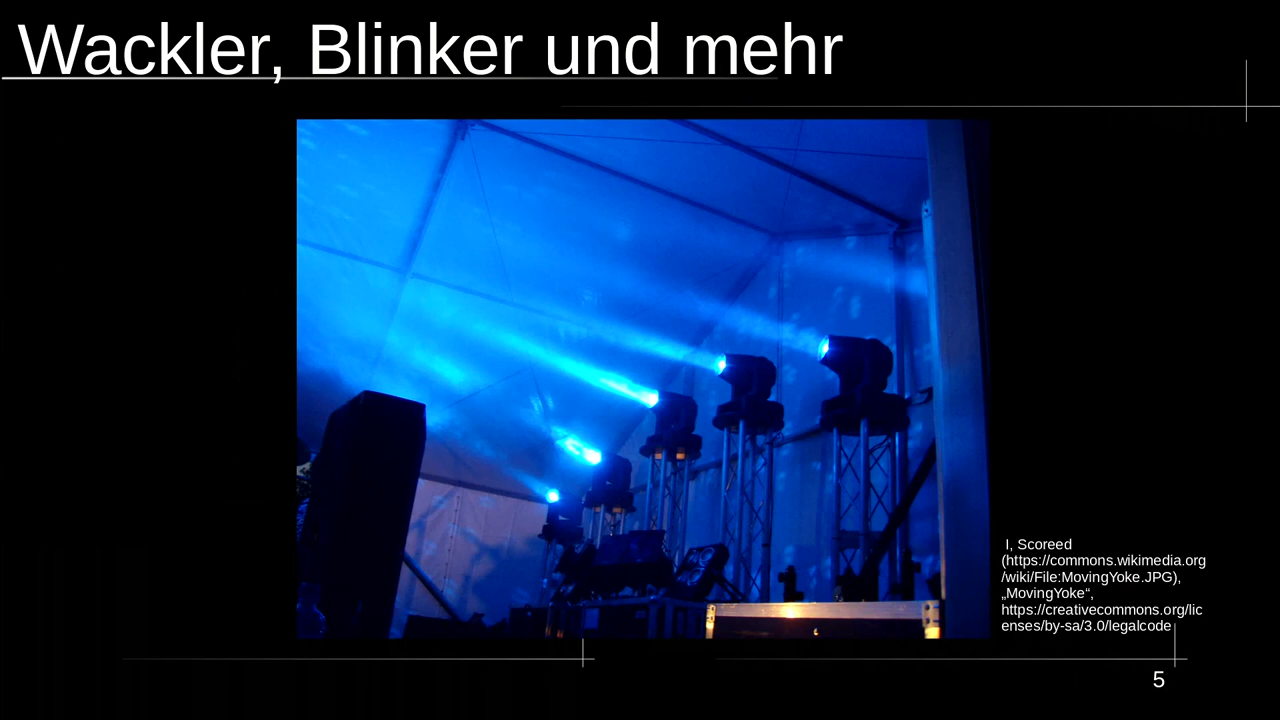 Wackler, Blinker und mehr
I, Scoreed
(https://commons.wikimedia.org
/wiki/File:MovingYoke.JPG),
„MovingYoke“,
https://creativecommons.org/lic
enses/by-sa/3.0/legalcode
5